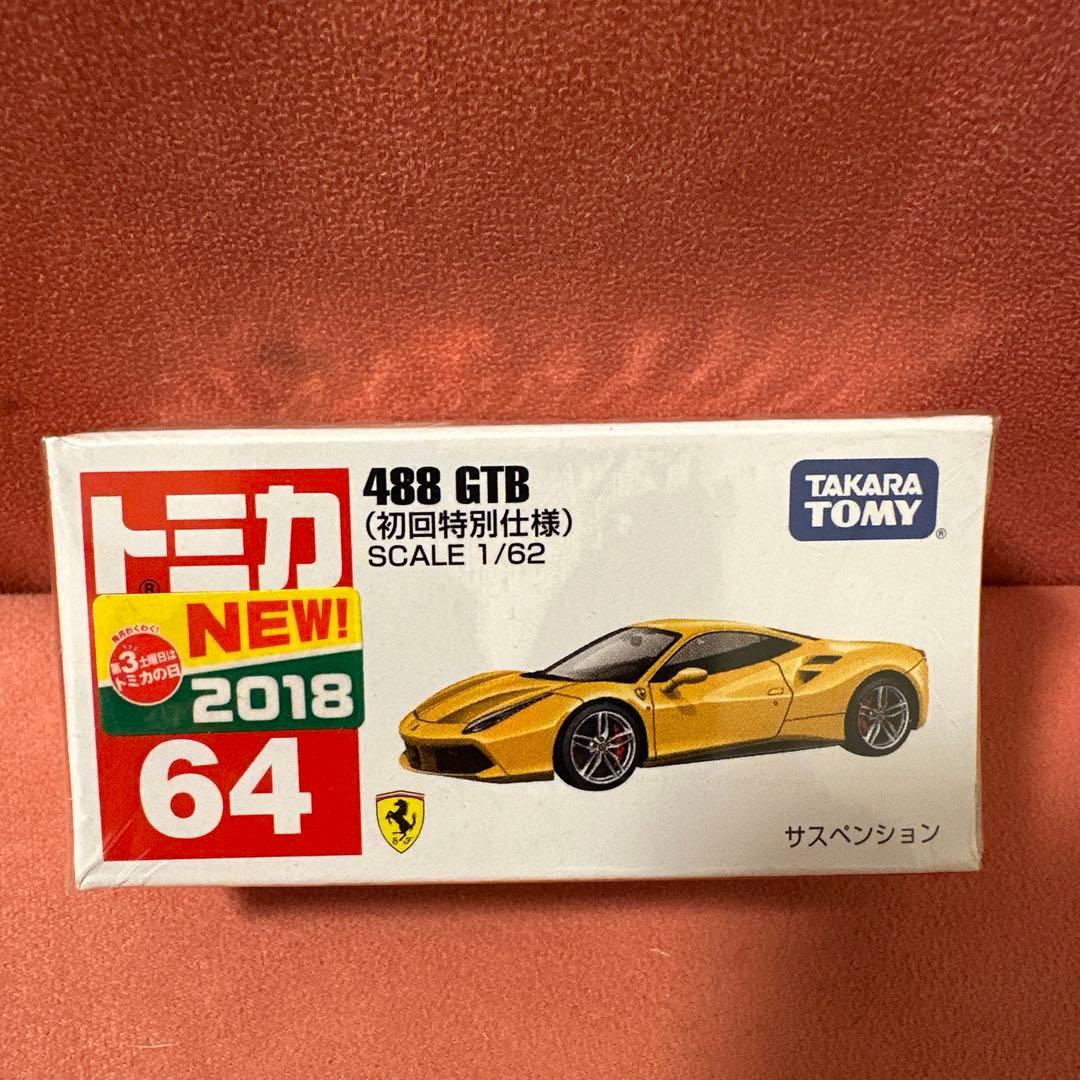 トミカ
®
488 GTB
(初回特別仕様)
SCALE 1/62
TAKARA
TOMY
®
NEW!
毎月わくわく!
第3土曜日は
トミカの日
2018
64
S F
サスペンション